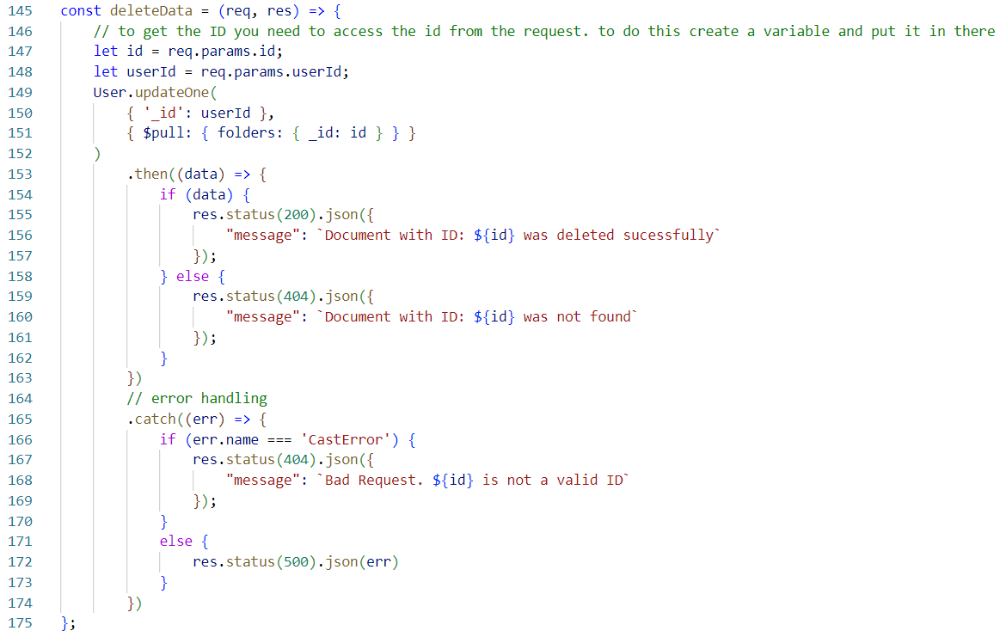 145 const deleteData = (req, res) => {
146     // to get the ID you need to access the id from the request. to do this create a variable and put it in there
147     let id = req.params.id;
148     let userId = req.params.userId;
149     User.updateOne(
150         { '_id': userId },
151         { $pull: { folders: { _id: id } } }
152     )
153         .then((data) => {
154             if (data) {
155                 res.status(200).json({
156                     "message": `Document with ID: ${id} was deleted sucessfully`
157                 });
158             } else {
159                 res.status(404).json({
160                     "message": `Document with ID: ${id} was not found`
161                 });
162             }
163         })
164         // error handling
165         .catch((err) => {
166             if (err.name === 'CastError') {
167                 res.status(404).json({
168                     "message": `Bad Request. ${id} is not a valid ID`
169                 });
170             }
171             else {
172                 res.status(500).json(err)
173             }
174         })
175 };